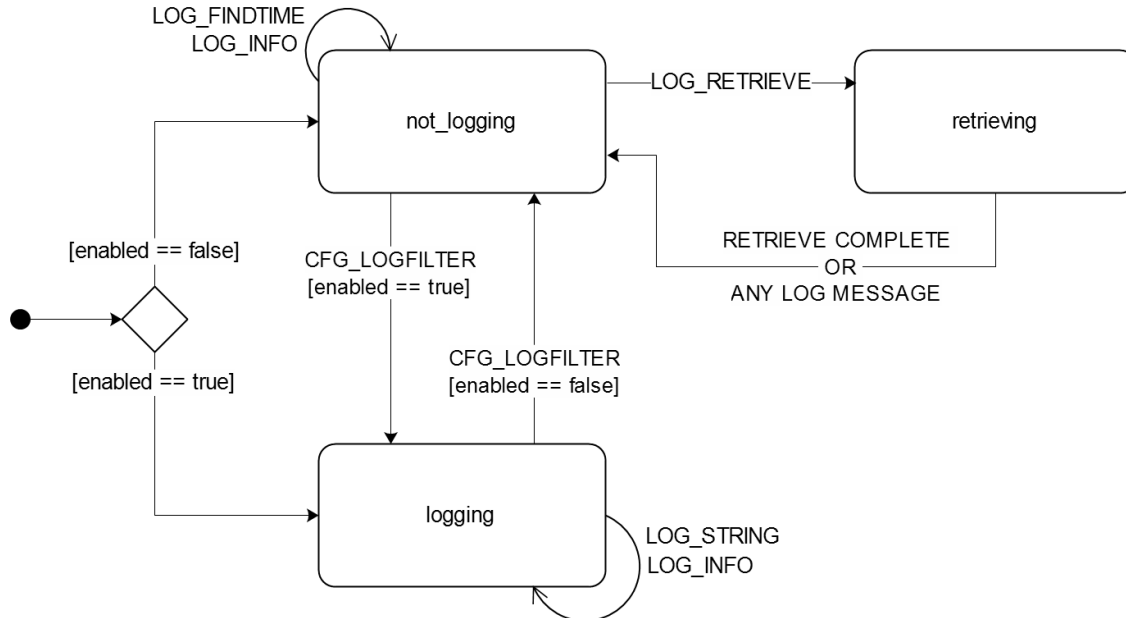 LOG_FINDTIME
LOG_INFO
not_logging
LOG_RETRIEVE
retrieving
[enabled == false]
CFG_LOGFILTER
[enabled == true]
RETRIEVE COMPLETE
OR
ANY LOG MESSAGE
[enabled == true]
CFG_LOGFILTER
[enabled == false]
logging
LOG_STRING
LOG_INFO